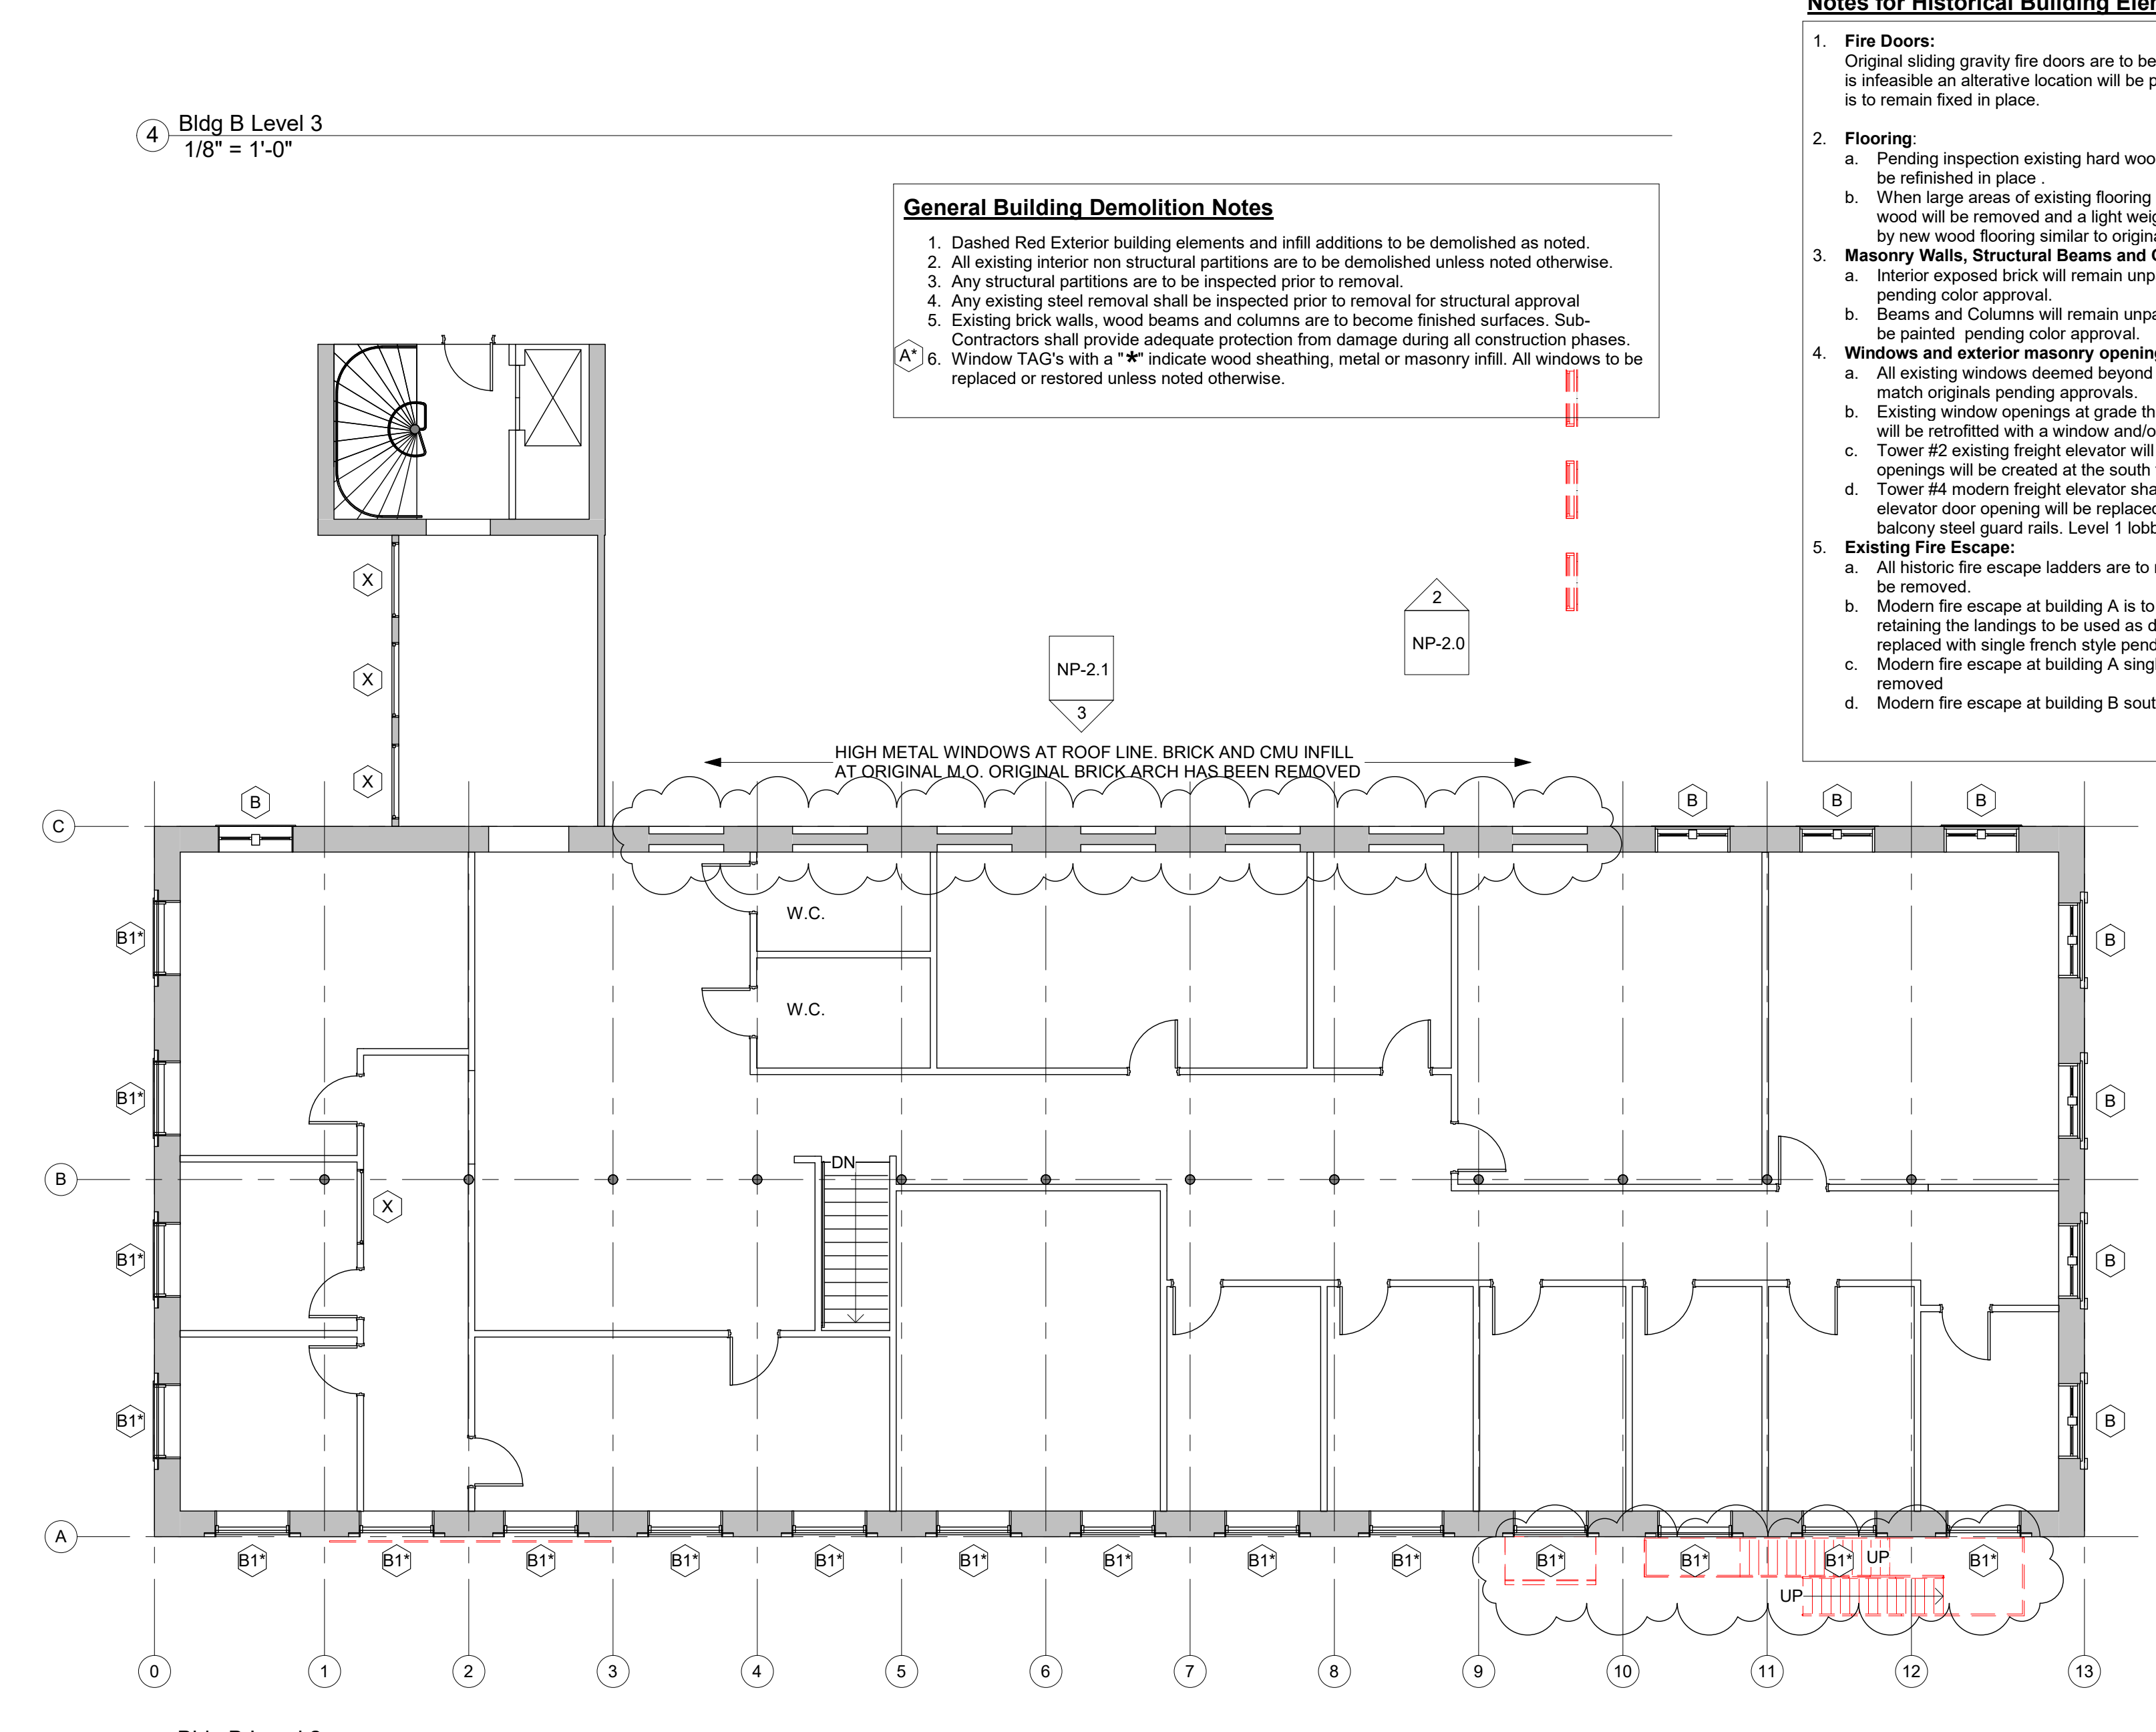 Notes for Historical Building
1. Fire Doors:
Original sliding gravity fire doors are to be
is infeasible an alterative location will be
is to remain fixed in place.
2. Flooring:
a. Pending inspection existing hard
be refinished in place .
b. When large areas of existing flooring
wood will be removed and a light
by new wood flooring similar to
3. Masonry Walls, Structural Beams and
a. Interior exposed brick will remain
pending color approval.
b. Beams and Columns will remain
be painted pending color approval.
4. Windows and exterior masonry
a. All existing windows deemed beyond
match originals pending approvals.
b. Existing window openings at grade
will be retrofitted with a window
c. Tower #2 existing freight elevator will
openings will be created at the south
d. Tower #4 modern freight elevator
elevator door opening will be
balcony steel guard rails. Level 1
5. Existing Fire Escape:
a. All historic fire escape ladders are to
be removed.
b. Modern fire escape at building A is to
retaining the landings to be used as
replaced with single french style
c. Modern fire escape at building A
removed
d. Modern fire escape at building B
4 Bldg B Level 3
1/8" = 1'-0"
General Building Demolition Notes
1. Dashed Red Exterior building elements and infill additions to be demolished as noted.
2. All existing interior non structural partitions are to be demolished unless noted otherwise.
3. Any structural partitions are to be inspected prior to removal.
4. Any existing steel removal shall be inspected prior to removal for structural approval
5. Existing brick walls, wood beams and columns are to become finished surfaces. Sub-
Contractors shall provide adequate protection from damage during all construction phases.
A* 6. Window TAG's with a "*" indicate wood sheathing, metal or masonry infill. All windows to be
replaced or restored unless noted otherwise.
X
2
NP-2.0
NP-2.1
3
X
HIGH METAL WINDOWS AT ROOF LINE. BRICK AND CMU INFILL
AT ORIGINAL M.O. ORIGINAL BRICK ARCH HAS BEEN REMOVED
X
B B B B
C
W.C.
B1* B
W.C.
B1* B
DN
B
X
B1* B
B1* B
A
B1* B1* B1* B1* B1* B1* B1* B1* B1* B1* B1* B1* UP B1*
UP
0 1 2 3 4 5 6 7 8 9 10 11 12 13